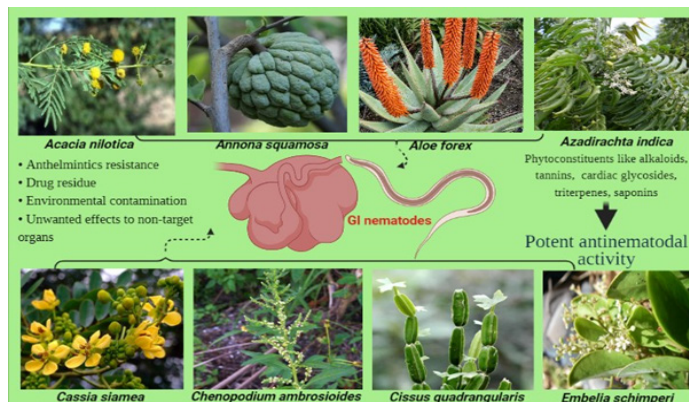 Acacia nilotica
Annona squamosa
Aloe forex
Azadirachta indica
• Anthelmintics resistance
• Drug residue
• Environmental contamination
• Unwanted effects to non-target
organs
GI nematodes
Phytoconstituents like alkaloids,
tannins, cardiac glycosides,
triterpenes, saponins
Potent antinematodal
activity
Cassia siamea
Chenopodium ambrosioides
Cissus quadrangularis
Embelia schimperi